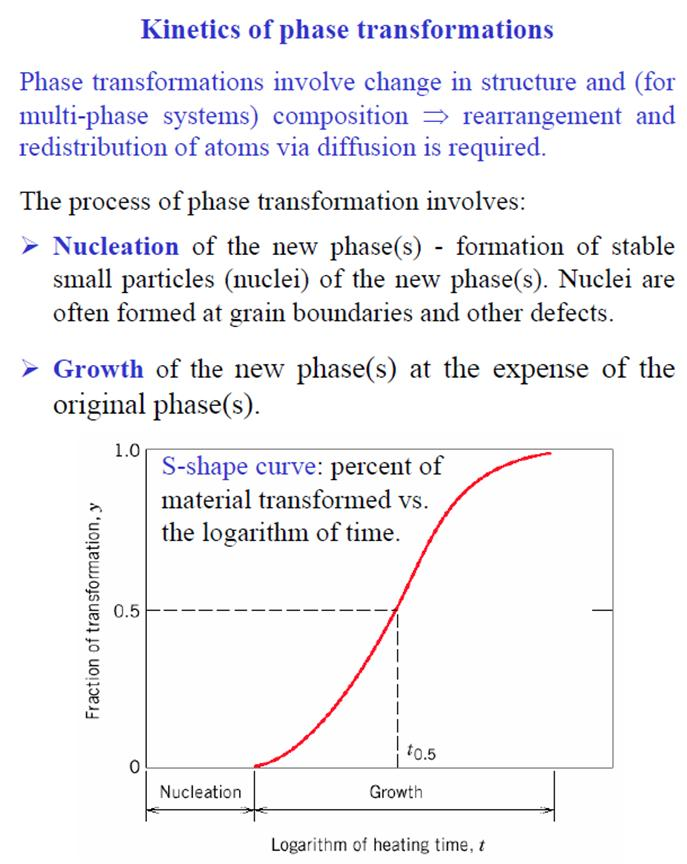 Kinetics of phase transformations
Phase transformations involve change in structure and (for
multi-phase systems) composition ⇒ rearrangement and
redistribution of atoms via diffusion is required.
The process of phase transformation involves:
➢ Nucleation of the new phase(s) - formation of stable
small particles (nuclei) of the new phase(s). Nuclei are
often formed at grain boundaries and other defects.
➢ Growth of the new phase(s) at the expense of the
original phase(s).
1.0
S-shape curve: percent of
material transformed vs.
the logarithm of time.
Fraction of transformation, y
0.5
t0.5
0
Nucleation
Growth
Logarithm of heating time, t